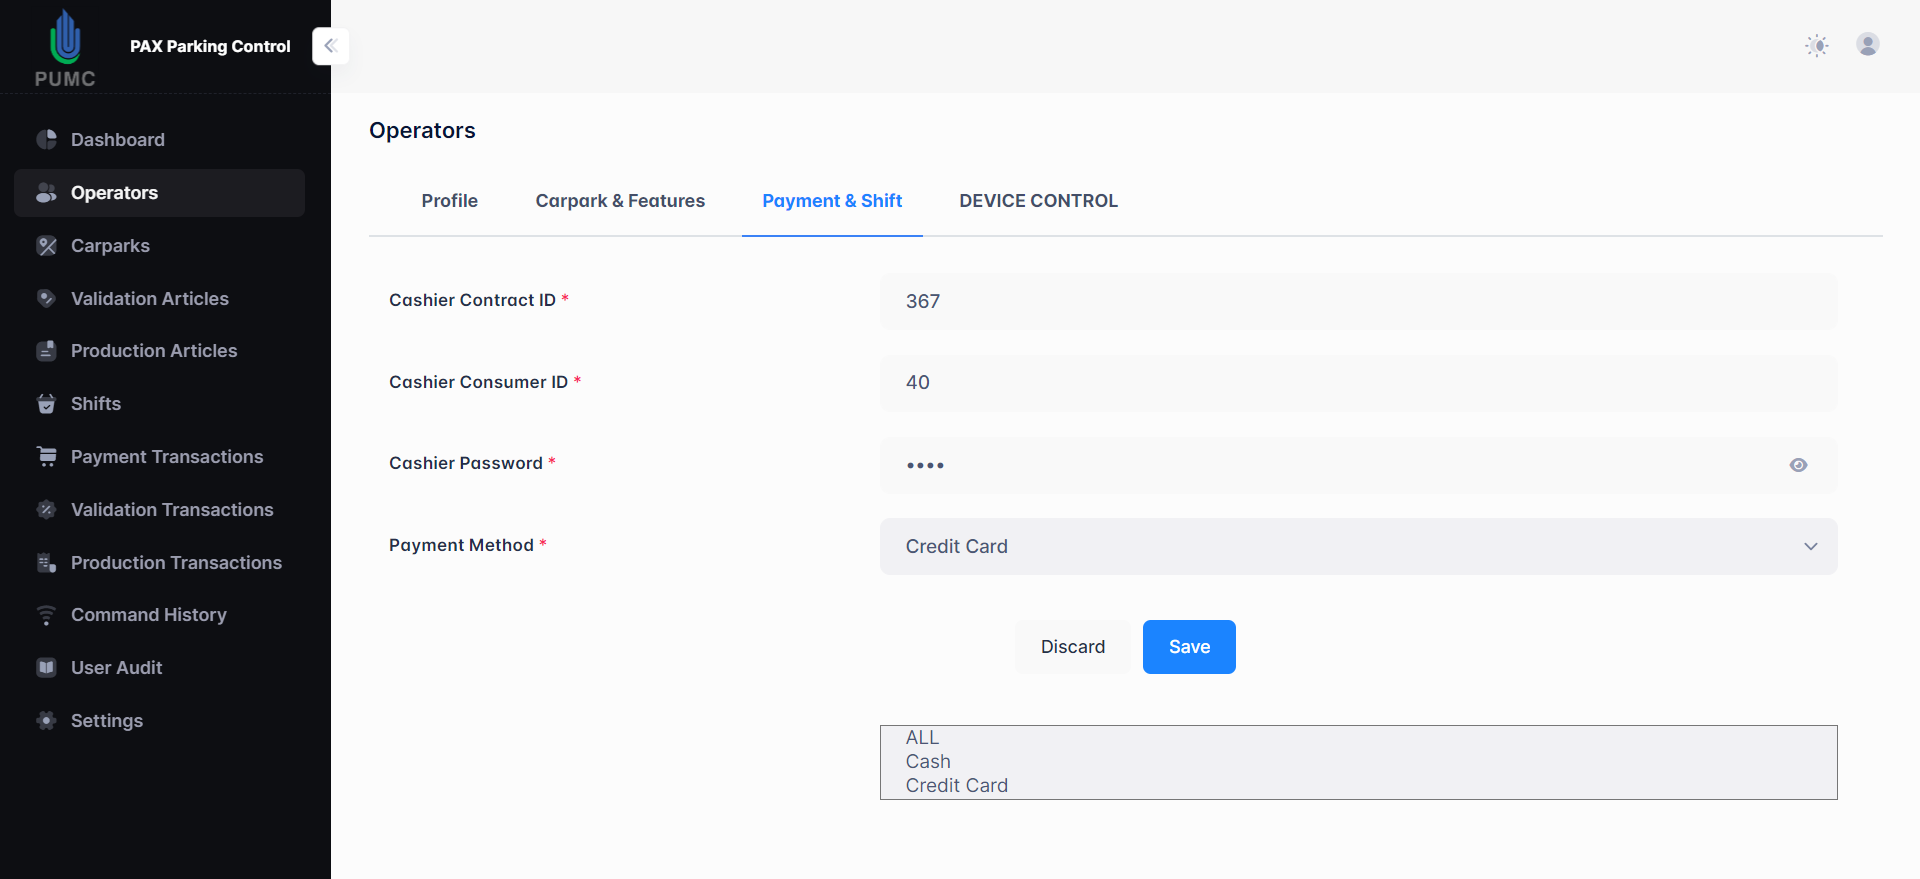 PUMC
PAX Parking Control
Dashboard
Operators
Carparks
Validation Articles
Production Articles
Shifts
Payment Transactions
Validation Transactions
Production Transactions
Command History
User Audit
Settings
Operators
Profile
Carpark & Features
Payment & Shift
DEVICE CONTROL
Cashier Contract ID *
367
Cashier Consumer ID *
40
Cashier Password *
••••
Payment Method *
Credit Card
Discard
Save
ALL
Cash
Credit Card